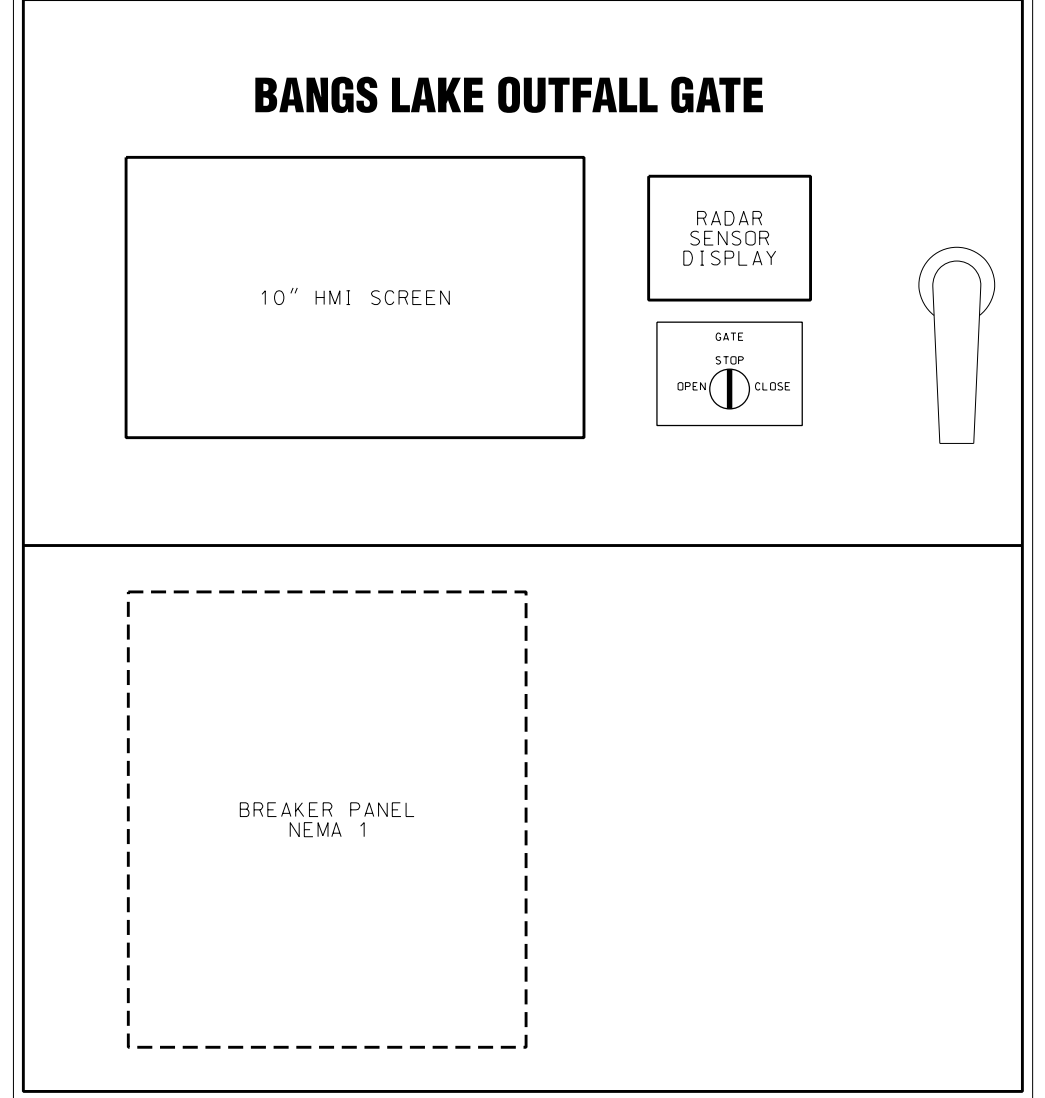 BANGS LAKE OUTFALL GATE
10" HMI SCREEN
RADAR
SENSOR
DISPLAY
GATE
STOP
OPEN CLOSE
BREAKER PANEL
NEMA 1